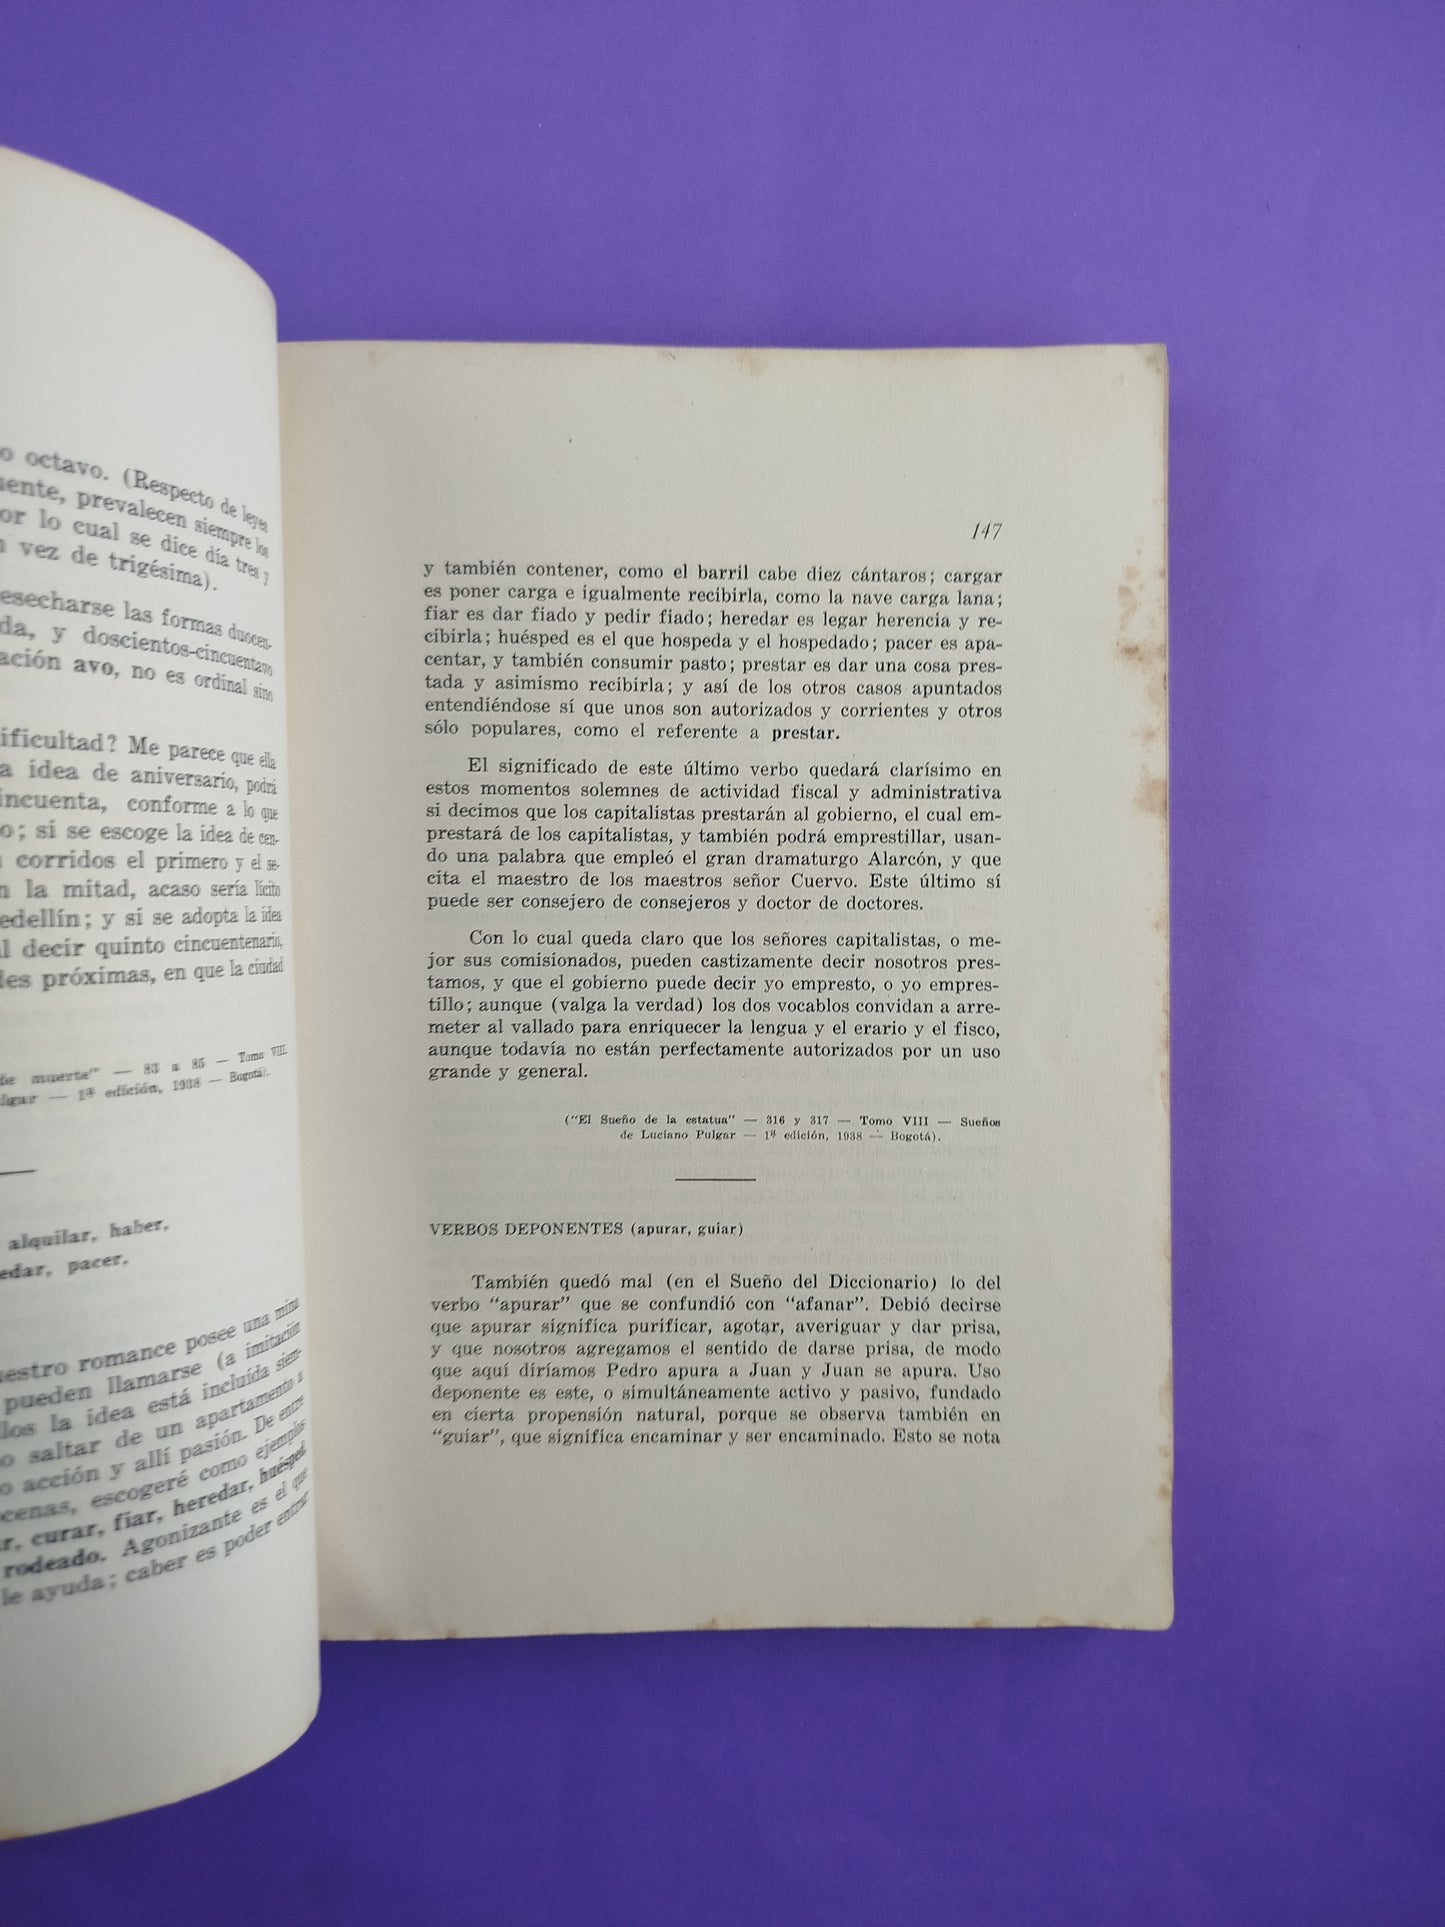 o octavo. (Respecto de leyes
uente, prevalecen siempre los
or lo cual se dice día tres y
n vez de trigésima).
esecharse las formas duocen-
da, y doscientos-cincuentavo
ación avo, no es ordinal sino
ificultad? Me parece que ella
a idea de aniversario, podrá
incuenta, conforme a lo que
o; si se escoge la idea de cen-
corridos el primero y el se-
n la mitad, acaso sería lícito
edellín; y si se adopta la idea
al decir quinto cincuentenario,
des próximas, en que la ciudad
de muerte" — 83 a 85 — Tomo VIII.
lgar — 1ª edición, 1938 — Bogotá).
alquilar, haber,
edar, pacer,
estro romance posee una mina
pueden llamarse (a imitación
llos la idea está incluída siem-
o saltar de un apartamento a
o acción y allí pasión. De entre
cenas, escogeré como ejemplos
r, curar, fiar, heredar, huésped,
rodeado. Agonizante es el que
le ayuda; caber es poder entrar
147
y también contener, como el barril cabe diez cántaros; cargar
es poner carga e igualmente recibirla, como la nave carga lana;
fiar es dar fiado y pedir fiado; heredar es legar herencia y re-
cibirla; huésped es el que hospeda y el hospedado; pacer es apa-
centar, y también consumir pasto; prestar es dar una cosa pres-
tada y asimismo recibirla; y así de los otros casos apuntados
entendiéndose sí que unos son autorizados y corrientes y otros
sólo populares, como el referente a prestar.
El significado de este último verbo quedará clarísimo en
estos momentos solemnes de actividad fiscal y administrativa
si decimos que los capitalistas prestarán al gobierno, el cual em-
prestará de los capitalistas, y también podrá emprestillar, usan-
do una palabra que empleó el gran dramaturgo Alarcón, y que
cita el maestro de los maestros señor Cuervo. Este último sí
puede ser consejero de consejeros y doctor de doctores.
Con lo cual queda claro que los señores capitalistas, o me-
jor sus comisionados, pueden castizamente decir nosotros pres-
tamos, y que el gobierno puede decir yo empresto, o yo empres-
tillo; aunque (valga la verdad) los dos vocablos convidan a arre-
meter al vallado para enriquecer la lengua y el erario y el fisco,
aunque todavía no están perfectamente autorizados por un uso
grande y general.
("El Sueño de la estatua" — 316 y 317 — Tomo VIII — Sueños
de Luciano Pulgar — 1ª edición, 1938 — Bogotá).
VERBOS DEPONENTES (apurar, guiar)
También quedó mal (en el Sueño del Diccionario) lo del
verbo "apurar" que se confundió con "afanar". Debió decirse
que apurar significa purificar, agotar, averiguar y dar prisa,
y que nosotros agregamos el sentido de darse prisa, de modo
que aquí diríamos Pedro apura a Juan y Juan se apura. Uso
deponente es este, o simultáneamente activo y pasivo, fundado
en cierta propensión natural, porque se observa también en
"guiar", que significa encaminar y ser encaminado. Esto se nota